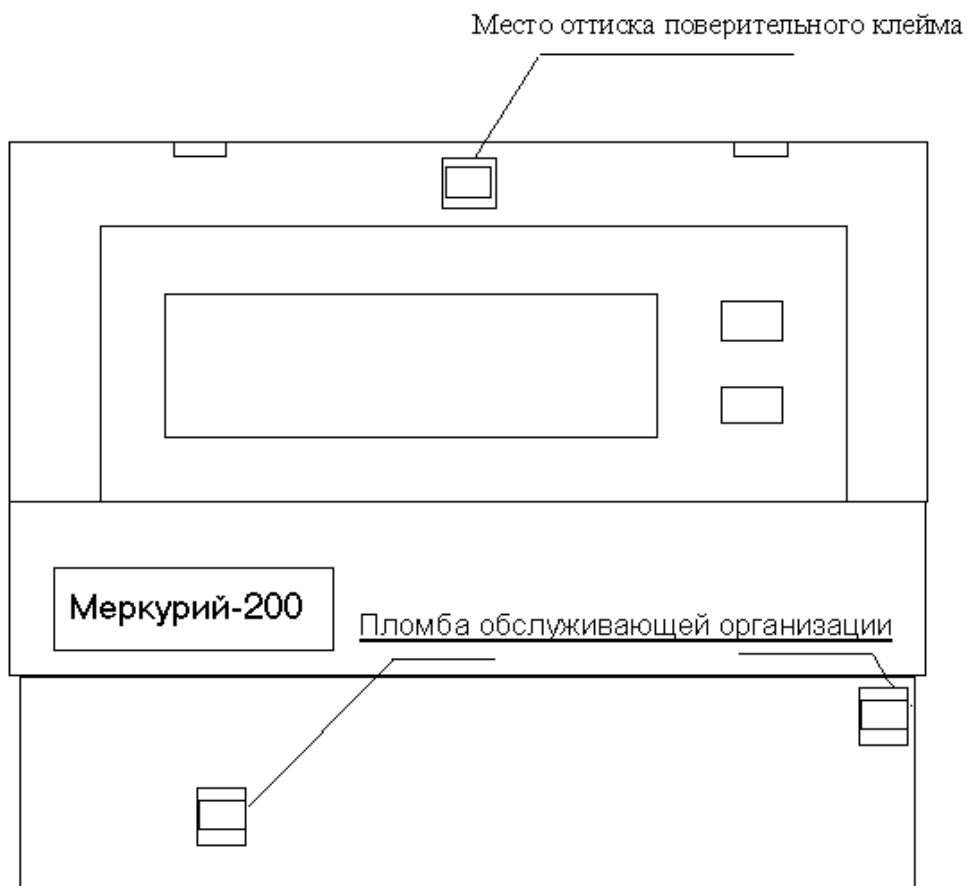 Место оттиска поверительного клейма
Меркурий-200
Пломба обслуживающей организации